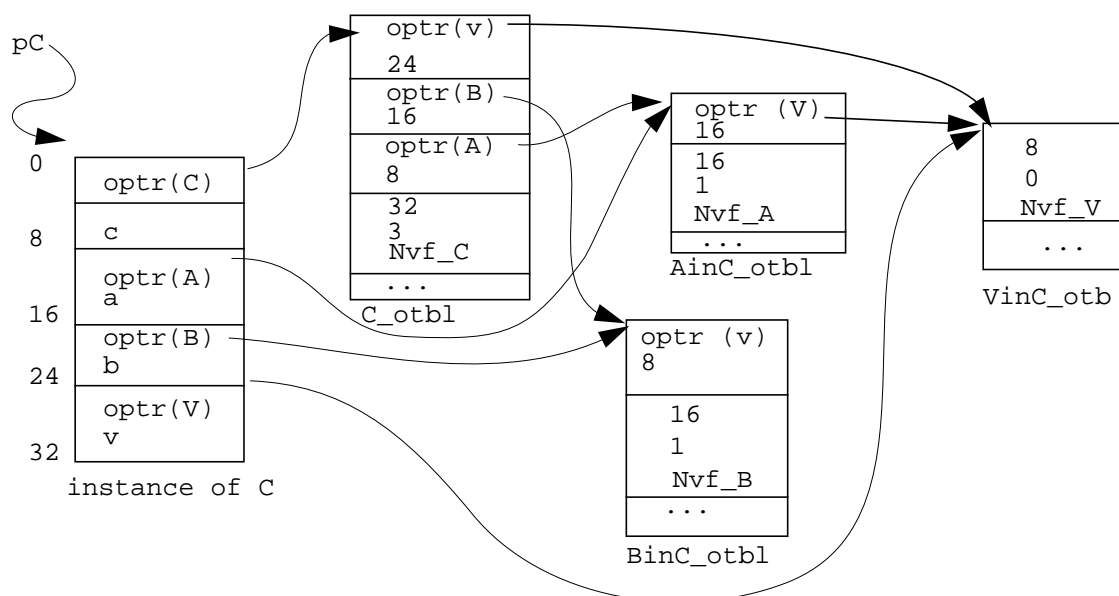 pC
0
8
16
24
32
optr(C)
c
optr(A)
a
optr(B)
b
optr(V)
v
instance of C
optr(v)
24
optr(B)
16
optr(A)
8
32
3
Nvf_C
...
C_otbl
optr (V)
16
16
1
Nvf_A
...
AinC_otbl
optr (v)
8
16
1
Nvf_B
...
BinC_otbl
8
0
Nvf_V
...
VinC_otb